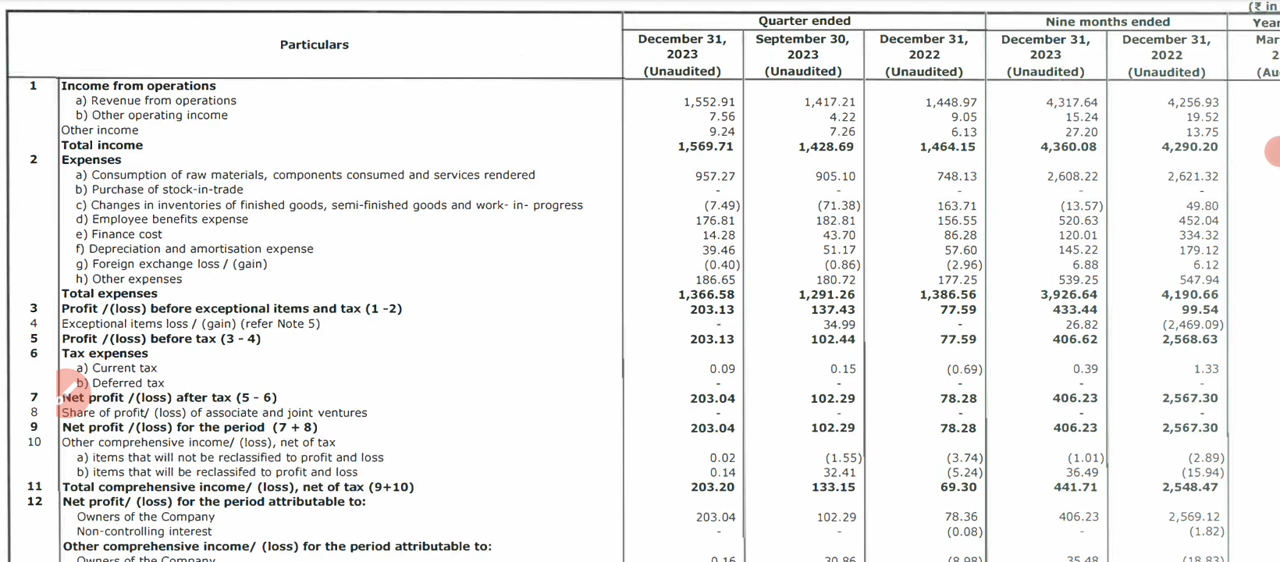 (₹ in
Particulars Quarter ended Nine months ended Year
December 31, September 30, December 31, December 31, December 31, Mar
2023 2023 2022 2023 2022 2
(Unaudited) (Unaudited) (Unaudited) (Unaudited) (Unaudited) (Au
1 Income from operations
a) Revenue from operations 1,552.91 1,417.21 1,448.97 4,317.64 4,256.93
b) Other operating income 7.56 4.22 9.05 15.24 19.52
Other income 9.24 7.26 6.13 27.20 13.75
Total income 1,569.71 1,428.69 1,464.15 4,360.08 4,290.20
2 Expenses
a) Consumption of raw materials, components consumed and services rendered 957.27 905.10 748.13 2,608.22 2,621.32
b) Purchase of stock-in-trade - - - - -
c) Changes in inventories of finished goods, semi-finished goods and work- in- progress (7.49) (71.38) 163.71 (13.57) 49.80
d) Employee benefits expense 176.81 182.81 156.55 520.63 452.04
e) Finance cost 14.28 43.70 86.28 120.01 334.32
f) Depreciation and amortisation expense 39.46 51.17 57.60 145.22 179.12
g) Foreign exchange loss / (gain) (0.40) (0.86) (2.96) 6.88 6.12
h) Other expenses 186.65 180.72 177.25 539.25 547.94
Total expenses 1,366.58 1,291.26 1,386.56 3,926.64 4,190.66
3 Profit /(loss) before exceptional items and tax (1 -2) 203.13 137.43 77.59 433.44 99.54
4 Exceptional items loss / (gain) (refer Note 5) - 34.99 - 26.82 (2,469.09)
5 Profit /(loss) before tax (3 - 4) 203.13 102.44 77.59 406.62 2,568.63
6 Tax expenses
a) Current tax 0.09 0.15 (0.69) 0.39 1.33
b) Deferred tax - - - - -
7 Net profit /(loss) after tax (5 - 6) 203.04 102.29 78.28 406.23 2,567.30
8 Share of profit/ (loss) of associate and joint ventures - - - - -
9 Net profit /(loss) for the period (7 + 8) 203.04 102.29 78.28 406.23 2,567.30
10 Other comprehensive income/ (loss), net of tax
a) items that will not be reclassified to profit and loss 0.02 (1.55) (3.74) (1.01) (2.89)
b) items that will be reclassifed to profit and loss 0.14 32.41 (5.24) 36.49 (15.94)
11 Total comprehensive income/ (loss), net of tax (9+10) 203.20 133.15 69.30 441.71 2,548.47
12 Net profit/ (loss) for the period attributable to:
Owners of the Company 203.04 102.29 78.36 406.23 2,569.12
Non-controlling interest - - (0.08) - (1.82)
Other comprehensive income/ (loss) for the period attributable to:
Owners of the Company 0.16 30.86 (8.98) 35.48 (18.83)